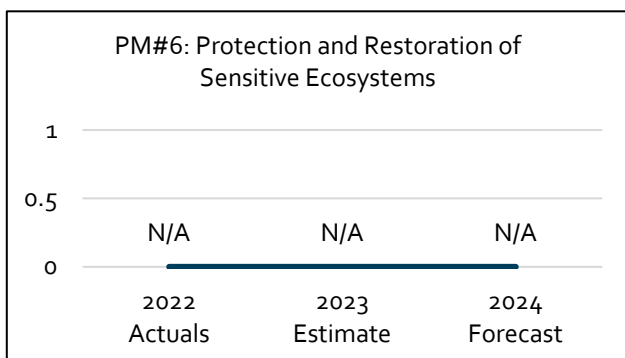 PM#6: Protection and Restoration of
Sensitive Ecosystems
1
0.5
N/A N/A N/A
0
2022 2023 2024
Actuals Estimate Forecast